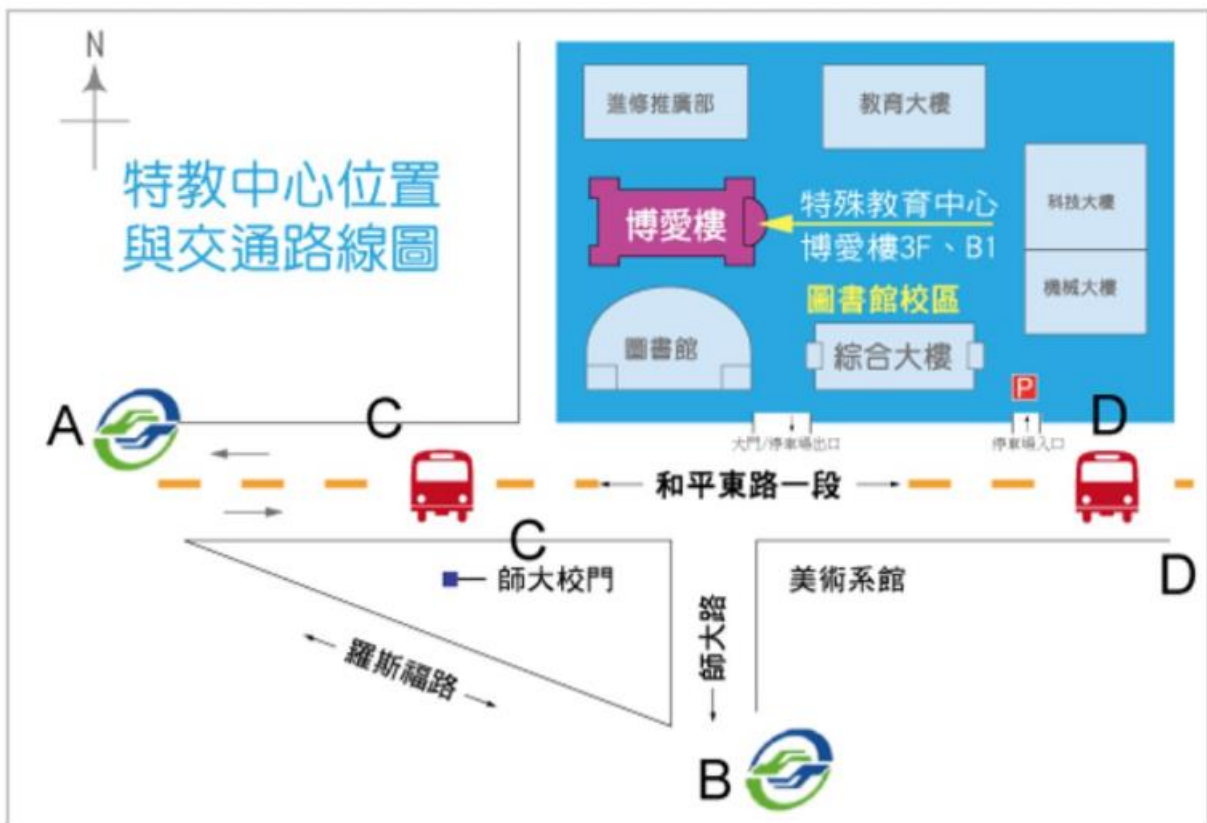 N
特教中心位置
與交通路線圖
進修推廣部
教育大樓
博愛樓
特殊教育中心
博愛樓3F、B1
科技大樓
圖書館校區
機械大樓
圖書館
綜合大樓
P
A
C
D
大門/停車場出口
停車場入口
和平東路一段
C
師大校門
美術系館
D
師大路
羅斯福路
B